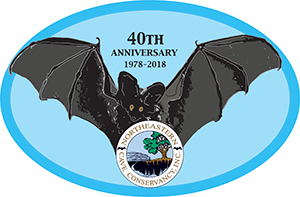 40TH
ANNIVERSARY
1978-2018
NORTHEASTERN
CAVE CONSERVANCY, INC.